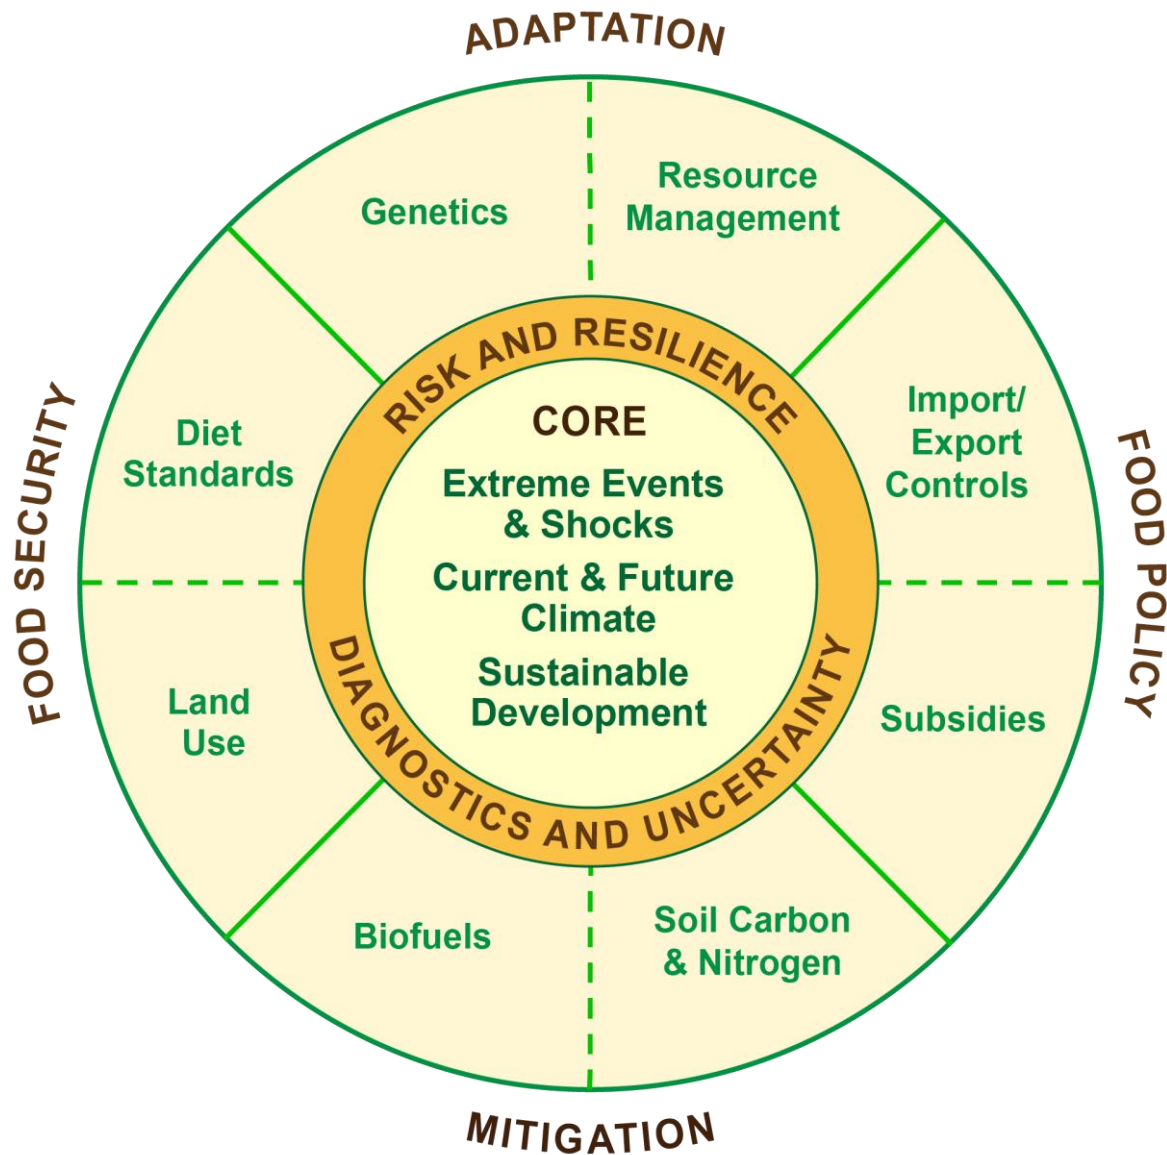 ADAPTATION
Genetics
Resource
Management
Import/
Export
Controls
FOOD POLICY
Subsidies
Soil Carbon
& Nitrogen
MITIGATION
Biofuels
Land
Use
FOOD SECURITY
Diet
Standards
RISK AND RESILIENCE
CORE
Extreme Events
& Shocks
Current & Future
Climate
Sustainable
Development
DIAGNOSTICS AND UNCERTAINTY